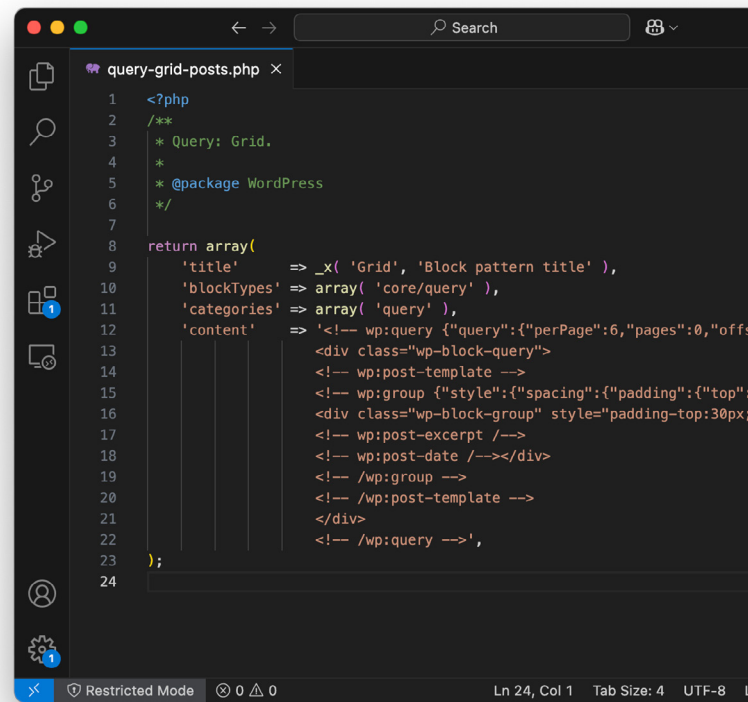 Search
query-grid-posts.php
1 <?php
2 /**
3 * Query: Grid.
4 *
5 * @package WordPress
6 */
7
8 return array(
9 'title' => _x( 'Grid', 'Block pattern title' ),
10 'blockTypes' => array( 'core/query' ),
11 'categories' => array( 'query' ),
12 'content' => '<!-- wp:query {"query":{"perPage":6,"pages":0,"offs
13 <div class="wp-block-query">
14 <!-- wp:post-template -->
15 <!-- wp:group {"style":{"spacing":{"padding":{"top":
16 <div class="wp-block-group" style="padding-top:30px;
17 <!-- wp:post-excerpt /-->
18 <!-- wp:post-date /--></div>
19 <!-- /wp:group -->
20 <!-- /wp:post-template -->
21 </div>
22 <!-- /wp:query -->',
23 );
24
1
1
Restricted Mode 0 0 Ln 24, Col 1 Tab Size: 4 UTF-8 L